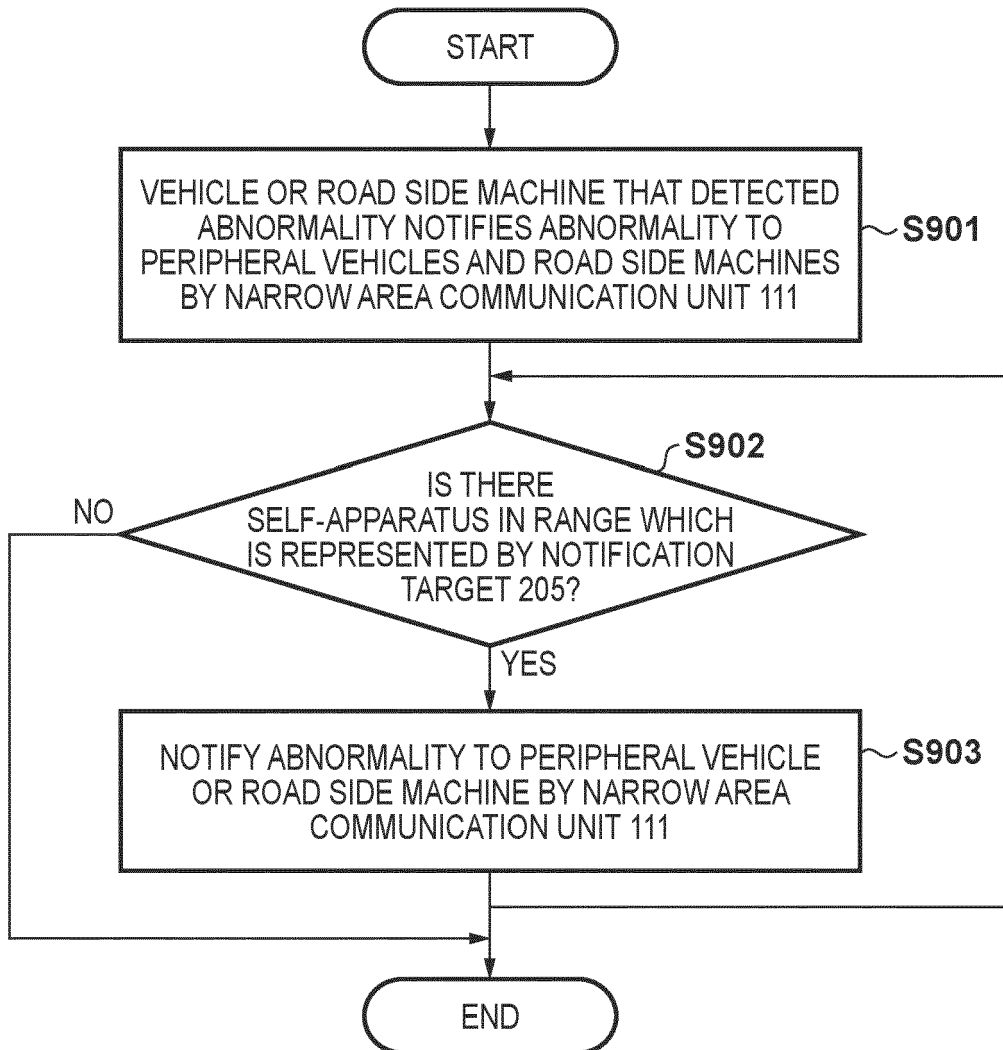 START
VEHICLE OR ROAD SIDE MACHINE THAT DETECTED
ABNORMALITY NOTIFIES ABNORMALITY TO
PERIPHERAL VEHICLES AND ROAD SIDE MACHINES
BY NARROW AREA COMMUNICATION UNIT 111
S901
S902
IS THERE
SELF-APPARATUS IN RANGE WHICH
IS REPRESENTED BY NOTIFICATION
TARGET 205?
NO
YES
NOTIFY ABNORMALITY TO PERIPHERAL VEHICLE
OR ROAD SIDE MACHINE BY NARROW AREA
COMMUNICATION UNIT 111
S903
END